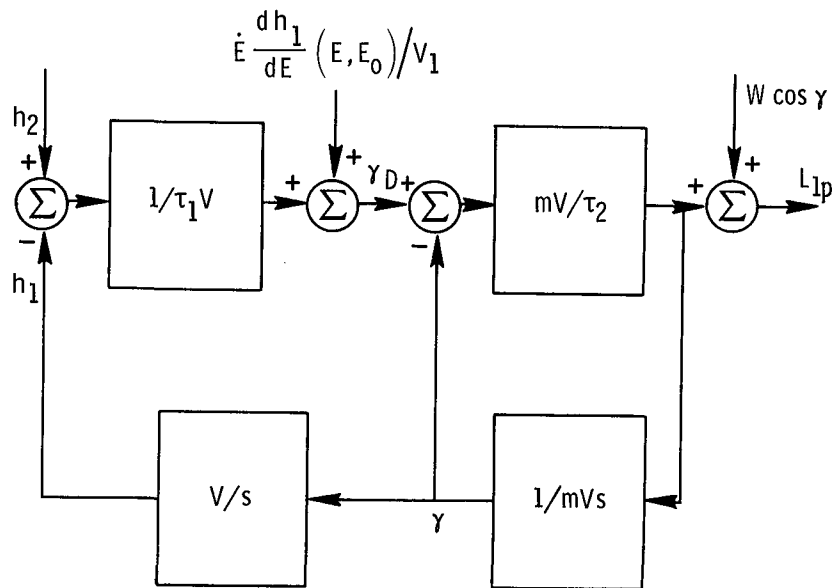 Ė dh₁/dE (E, E₀)/V₁
W cos γ
h₂
+
+
+
Σ
1/τ₁V
+
Σ
γD
+
Σ
mV/τ₂
+
Σ
L₁ₚ
-
-
h₁
V/s
γ
1/mVs